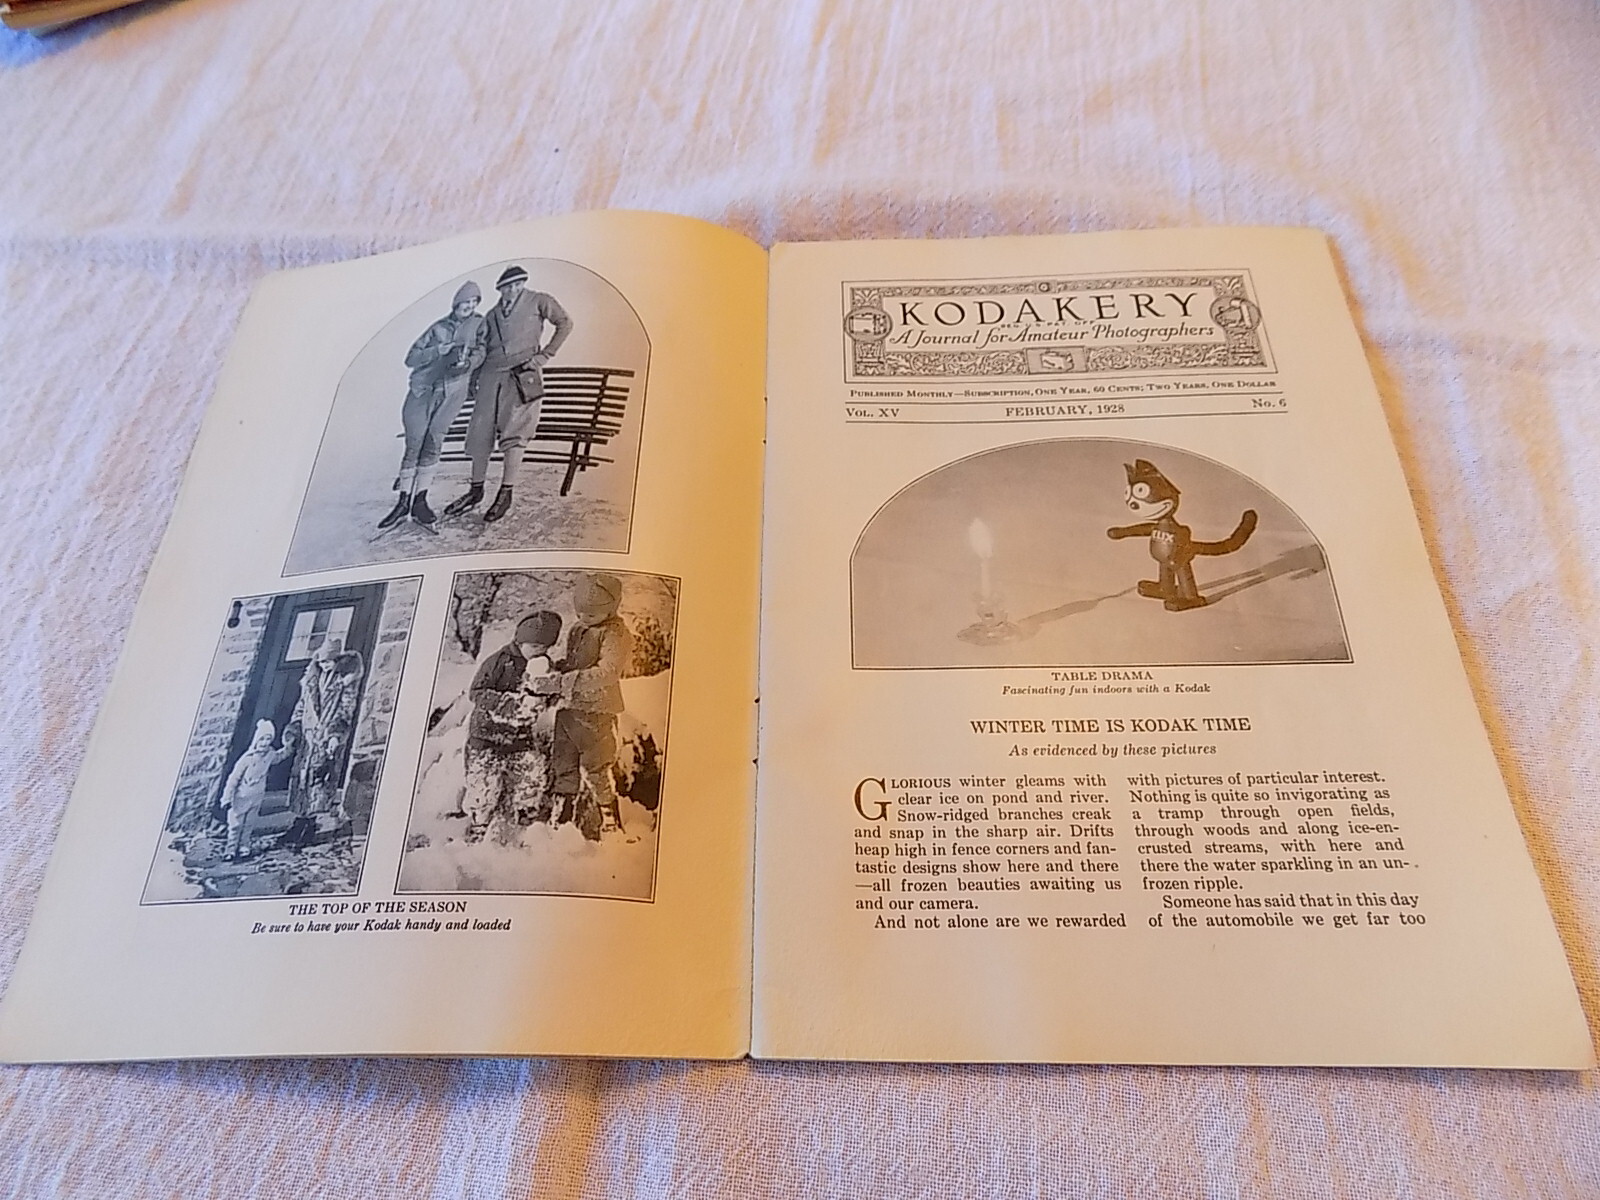 THE TOP OF THE SEASON
Be sure to have your Kodak handy and loaded
KODAKERY
REG. U.S. PAT. OFF.
A Journal for Amateur Photographers
PUBLISHED MONTHLY—SUBSCRIPTION, ONE YEAR, 60 CENTS; TWO YEARS, ONE DOLLAR
VOL. XV FEBRUARY, 1928 No. 6
TABLE DRAMA
Fascinating fun indoors with a Kodak
WINTER TIME IS KODAK TIME
As evidenced by these pictures
GLORIOUS winter gleams with
clear ice on pond and river.
Snow-ridged branches creak
and snap in the sharp air. Drifts
heap high in fence corners and fan-
tastic designs show here and there
—all frozen beauties awaiting us
and our camera.
And not alone are we rewarded
with pictures of particular interest.
Nothing is quite so invigorating as
a tramp through open fields,
through woods and along ice-en-
crusted streams, with here and
there the water sparkling in an un-
frozen ripple.
Someone has said that in this day
of the automobile we get far too